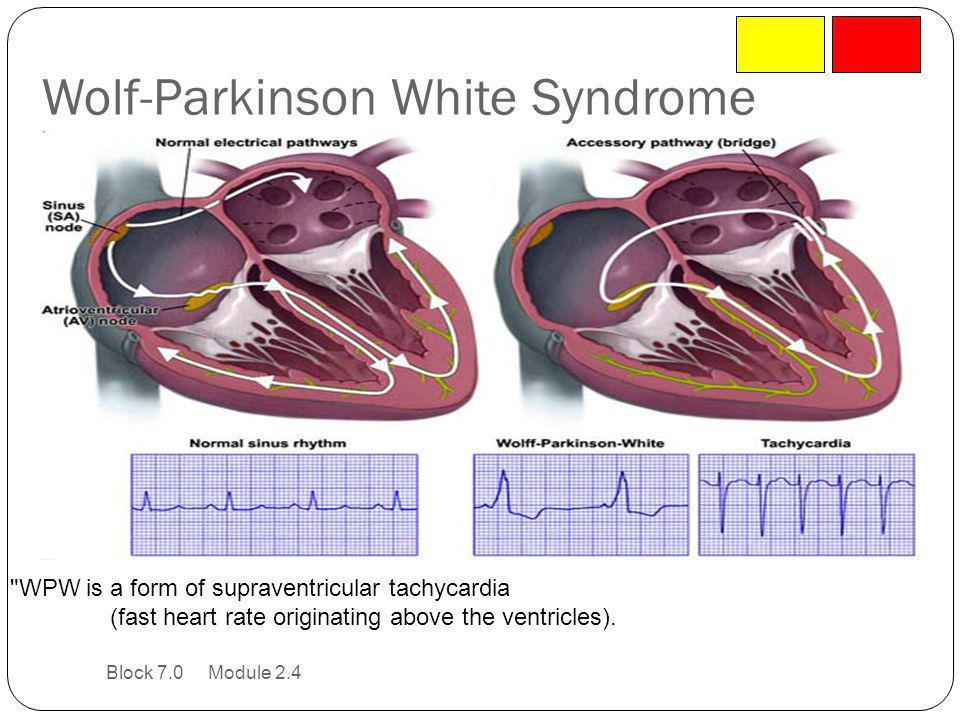 Wolf-Parkinson White Syndrome
Normal electrical pathways
Sinus
(SA)
node
Atrioventricular
(AV) node
Accessory pathway (bridge)
Normal sinus rhythm
Wolff-Parkinson-White
Tachycardia
"WPW is a form of supraventricular tachycardia
(fast heart rate originating above the ventricles).
Block 7.0 Module 2.4